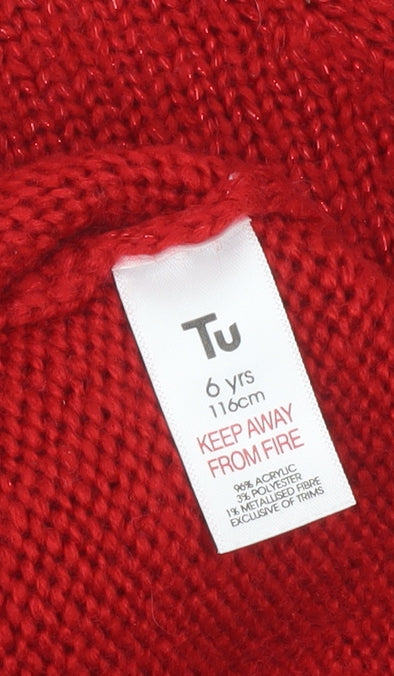 Tu
6 yrs
116cm
KEEP AWAY
FROM FIRE
96% ACRYLIC
3% POLYESTER
1% METALLISED FIBRE
EXCLUSIVE OF TRIMS